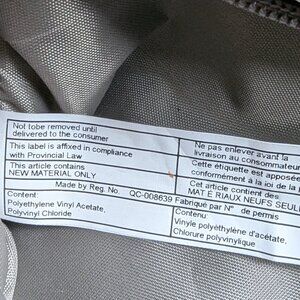 Not tobe removed until
delivered to the consumer
This label is affixed in compliance
with Provincial Law
This article contains
NEW MATERIAL ONLY
Ne pas enlever avant la
livraison au consommateur
Cette étiquette est apposée
conformément à la loi de la
Cet article contient des
MAT É RIAUX NEUFS SEUL
Made by Reg. No. QC-008639 Fabriqué par N° de permis
Content:
Polyethylene Vinyl Acetate,
Polyvinyl Chloride
Contenu:
Vinyle polyéthylène d'acétate,
Chlorure polyvinylique